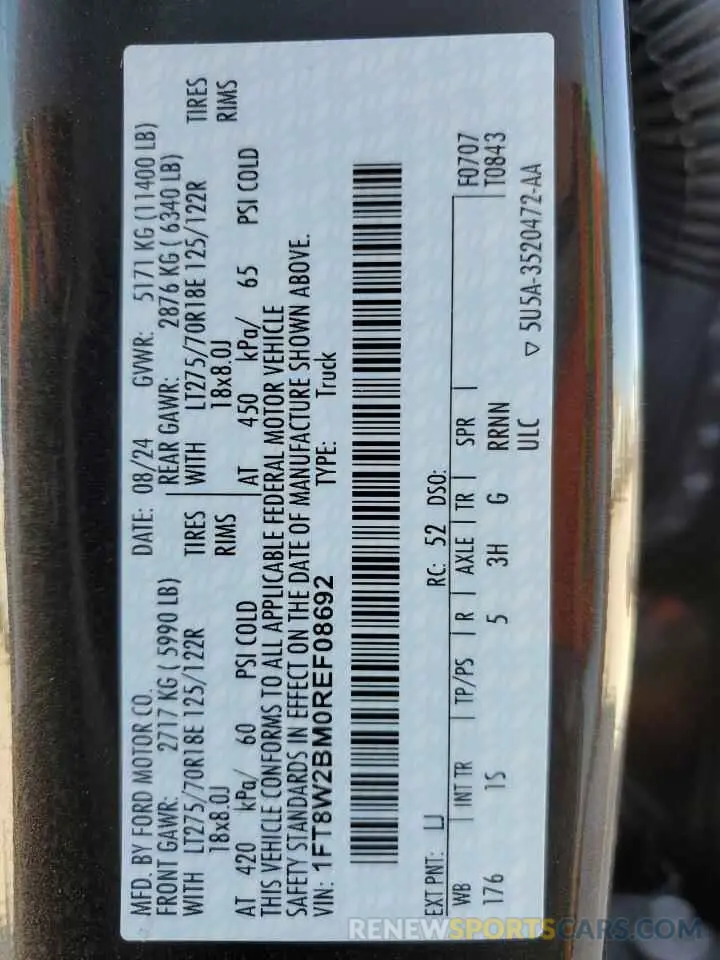 MFD. BY FORD MOTOR CO.
DATE: 08/24 GVWR: 5171 KG (11400 LB)
FRONT GAWR: 2717 KG ( 5990 LB)
REAR GAWR: 2876 KG ( 6340 LB)
WITH LT275/70R18E 125/122R TIRES
WITH LT275/70R18E 125/122R TIRES
18x8.0J RIMS
18x8.0J RIMS
AT 420 kPa/ 60 PSI COLD
AT 450 kPa/ 65 PSI COLD
THIS VEHICLE CONFORMS TO ALL APPLICABLE FEDERAL MOTOR VEHICLE
SAFETY STANDARDS IN EFFECT ON THE DATE OF MANUFACTURE SHOWN ABOVE.
VIN: 1FT8W2BM0REF08692 TYPE: Truck
EXT PNT: LJ RC: 52 DSO: F0707
WB INT TR TP/PS R AXLE TR SPR T0843
176 1S 5 3H G RRNN
ULC ▽ 5U5A-3520472-AA
RENEWSPORTSCARS.COM